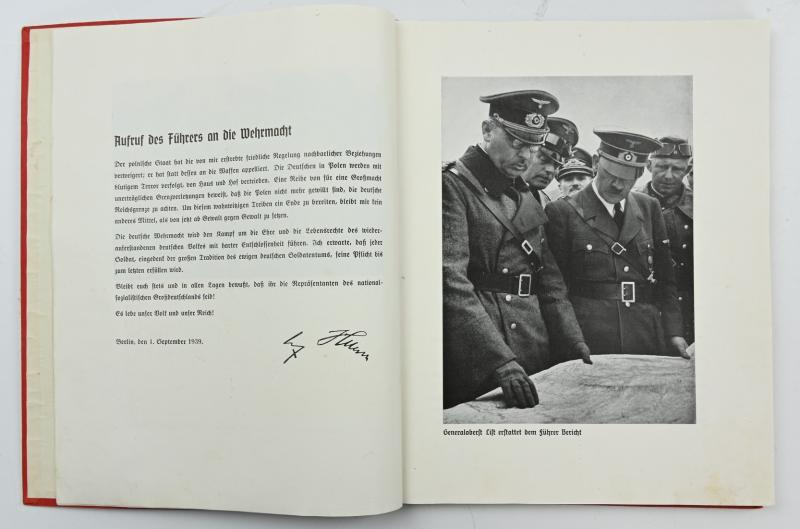 Aufruf des Führers an die Wehrmacht
Der polnische Staat hat die von mir erstrebte friedliche Regelung nachbarlicher Beziehungen
verweigert; er hat statt dessen an die Waffen appelliert. Die Deutschen in Polen werden mit
blutigem Terror verfolgt, von Haus und Hof vertrieben. Eine Reihe von für eine Großmacht
unerträglichen Grenzverletzungen beweist, daß die Polen nicht mehr gewillt sind, die deutsche
Reichsgrenze zu achten. Um diesem wahnwitzigen Treiben ein Ende zu bereiten, bleibt mir kein
anderes Mittel, als von jetzt ab Gewalt gegen Gewalt zu setzen.
Die deutsche Wehrmacht wird den Kampf um die Ehre und die Lebensrechte des wieder-
auferstandenen deutschen Volkes mit harter Entschlossenheit führen. Ich erwarte, daß jeder
Soldat, eingedenk der großen Tradition des ewigen deutschen Soldatentums, seine Pflicht bis
zum letzten erfüllen wird.
Bleibt euch stets und in allen Lagen bewußt, daß ihr die Repräsentanten des national-
sozialistischen Großdeutschlands seid!
Es lebe unser Volk und unser Reich!
Berlin, den 1. September 1939.
Generaloberst List erstattet dem Führer Bericht